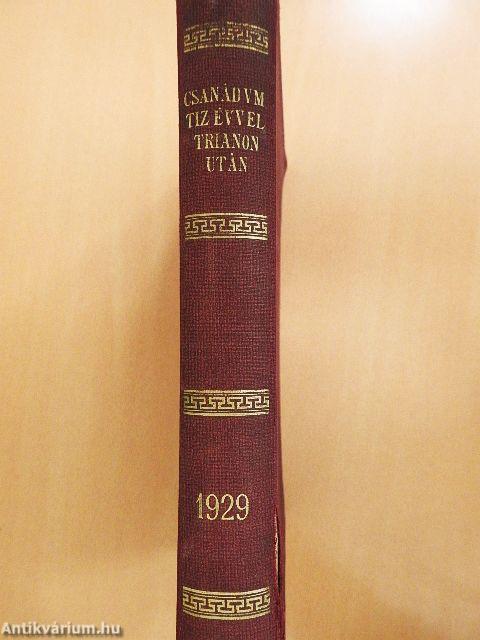 CSANÁDVM
TIZ ÉVVEL
TRIANON
UTÁN
1929
Antikvárium.hu